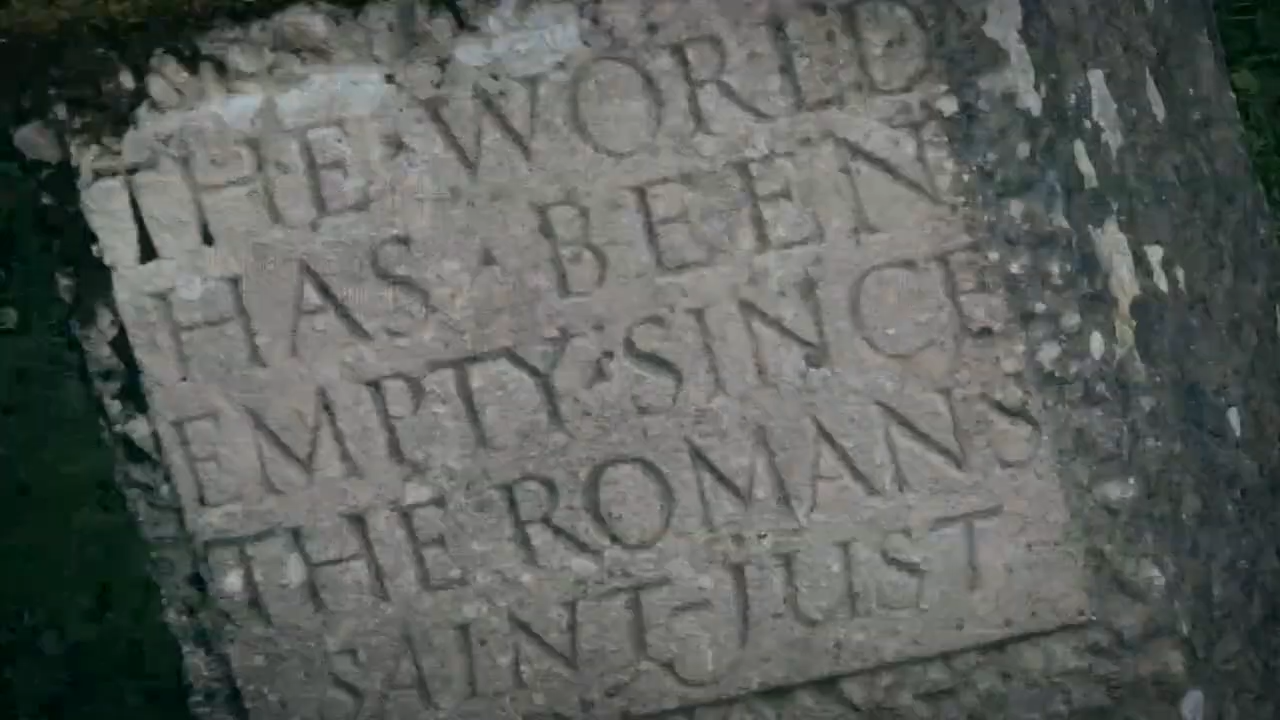 THE·WORLD
HAS·BEEN
EMPTY·SINCE
THE ROMANS
SAINT-JUST